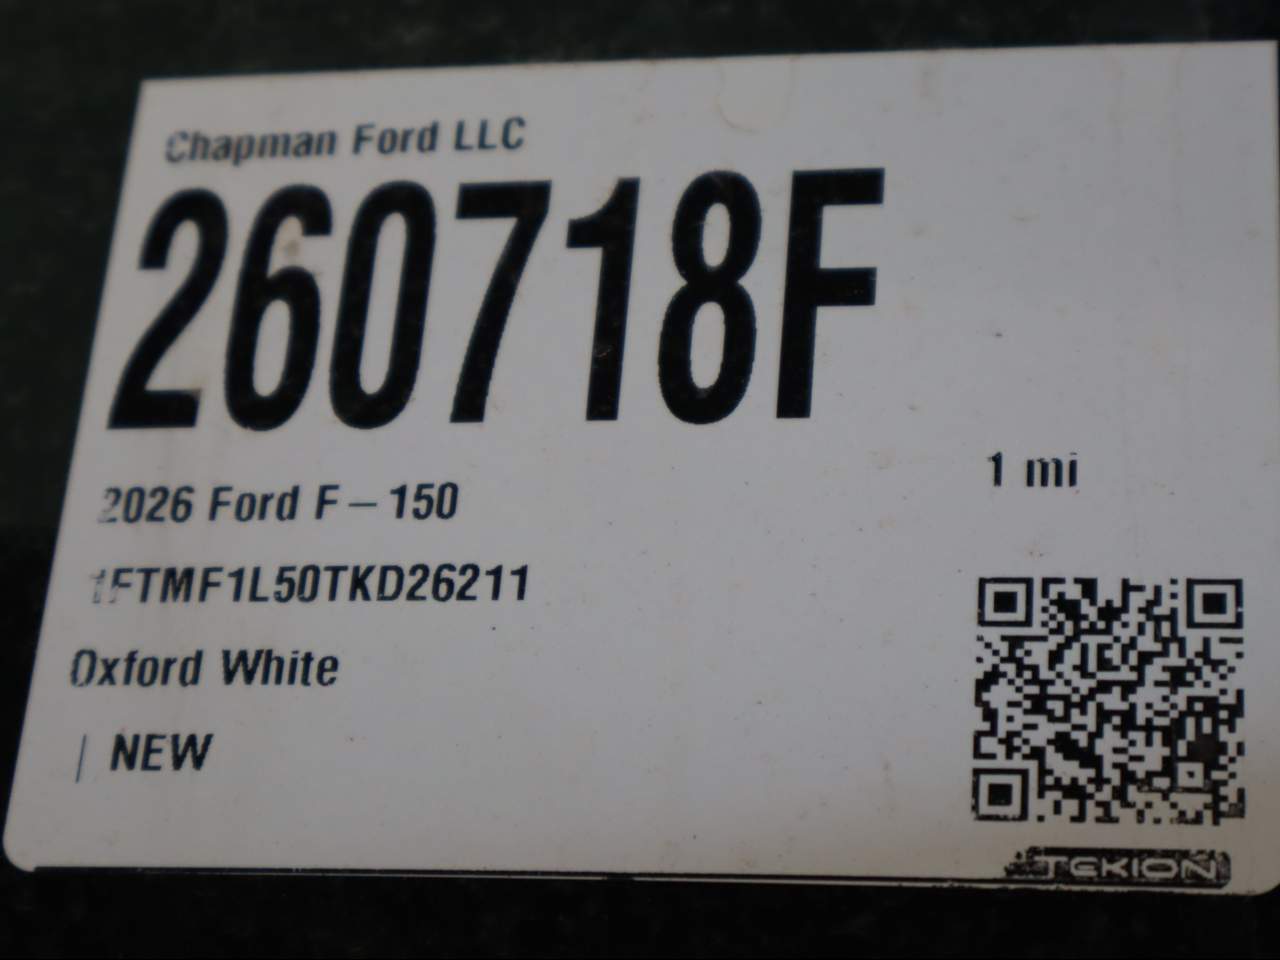 Chapman Ford LLC
260718F
2026 Ford F – 150
1 mi
1FTMF1L50TKD26211
Oxford White
| NEW
TEKION